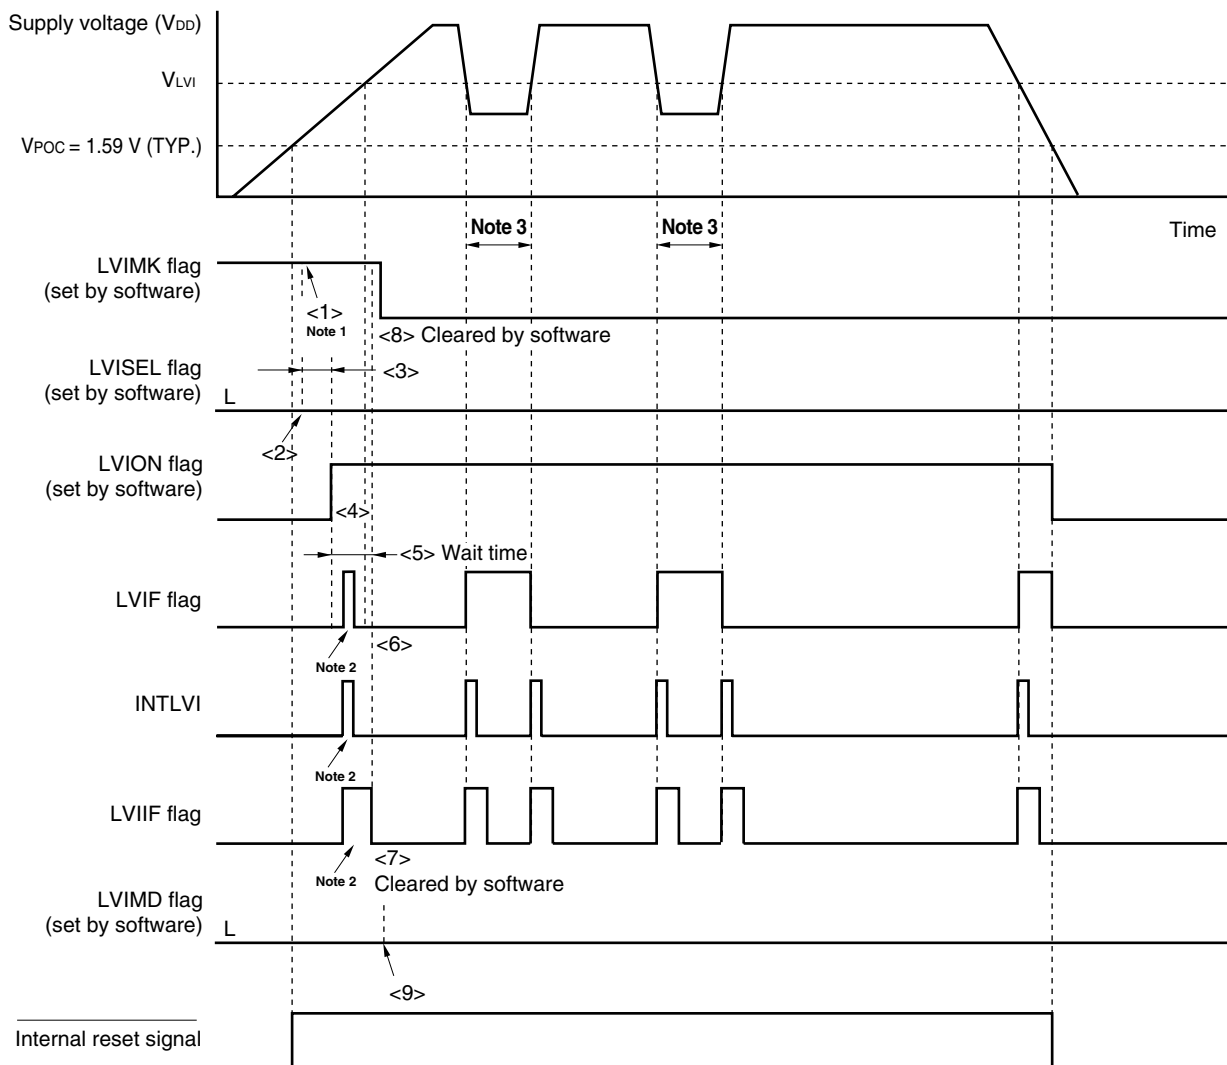 Supply voltage (VDD)
VLVI
VPOC = 1.59 V (TYP.)
Note 3
Note 3
Time
LVIMK flag
(set by software)
<1>
Note 1
<8> Cleared by software
LVISEL flag
(set by software)
L
<3>
<2>
LVION flag
(set by software)
<4>
<5> Wait time
LVIF flag
<6>
Note 2
INTLVI
Note 2
LVIIF flag
<7>
Note 2
Cleared by software
LVIMD flag
(set by software)
L
<9>
Internal reset signal